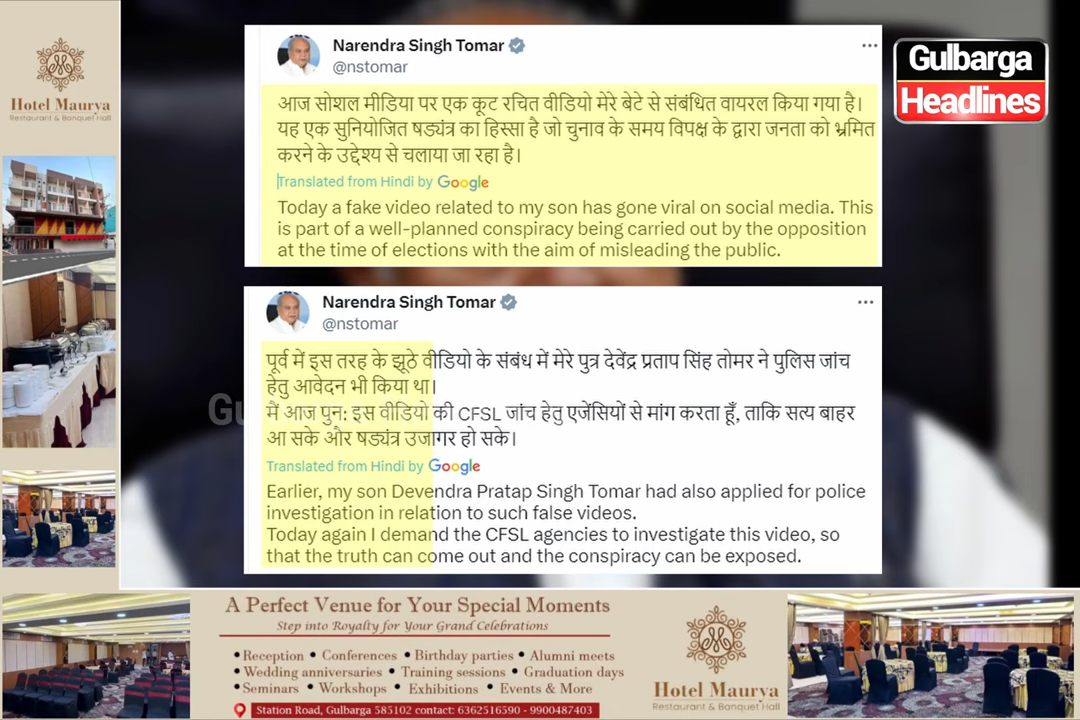 Hotel Maurya
Restaurant & Banquet Hall
Narendra Singh Tomar
@nstomar
आज सोशल मीडिया पर एक कूट रचित वीडियो मेरे बेटे से संबंधित वायरल किया गया है।
यह एक सुनियोजित षड्यंत्र का हिस्सा है जो चुनाव के समय विपक्ष के द्वारा जनता को भ्रमित
करने के उद्देश्य से चलाया जा रहा है।
Translated from Hindi by Google
Today a fake video related to my son has gone viral on social media. This
is part of a well-planned conspiracy being carried out by the opposition
at the time of elections with the aim of misleading the public.
Gulbarga
Headlines
Narendra Singh Tomar
@nstomar
पूर्व में इस तरह के झूठे वीडियो के संबंध में मेरे पुत्र देवेंद्र प्रताप सिंह तोमर ने पुलिस जांच
हेतु आवेदन भी किया था।
मैं आज पुन: इस वीडियो की CFSL जांच हेतु एजेंसियों से मांग करता हूँ, ताकि सत्य बाहर
आ सके और षड्यंत्र उजागर हो सके।
Translated from Hindi by Google
Earlier, my son Devendra Pratap Singh Tomar had also applied for police
investigation in relation to such false videos.
Today again I demand the CFSL agencies to investigate this video, so
that the truth can come out and the conspiracy can be exposed.
A Perfect Venue for Your Special Moments
Step into Royalty for Your Grand Celebrations
• Reception • Conferences • Birthday parties • Alumni meets
• Wedding anniversaries • Training sessions • Graduation days
• Seminars • Workshops • Exhibitions • Events & More
Station Road, Gulbarga 585102 contact: 6362516590 - 9900487403
Hotel Maurya
Restaurant & Banquet Hall